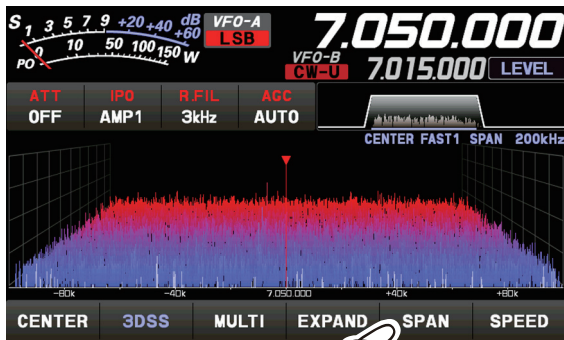 S 1 3 5 7 9 +20 +40 +60 dB
PO 0 10 50 100 150 W
VFO-A
LSB
7.050.000
VFO-B
CW-U
7.015.000
LEVEL
ATT IPO R.FIL AGC
OFF AMP1 3kHz AUTO
CENTER FAST1 SPAN 200kHz
-80k -40k 7.050.000 +40k +80k
CENTER 3DSS MULTI EXPAND SPAN SPEED